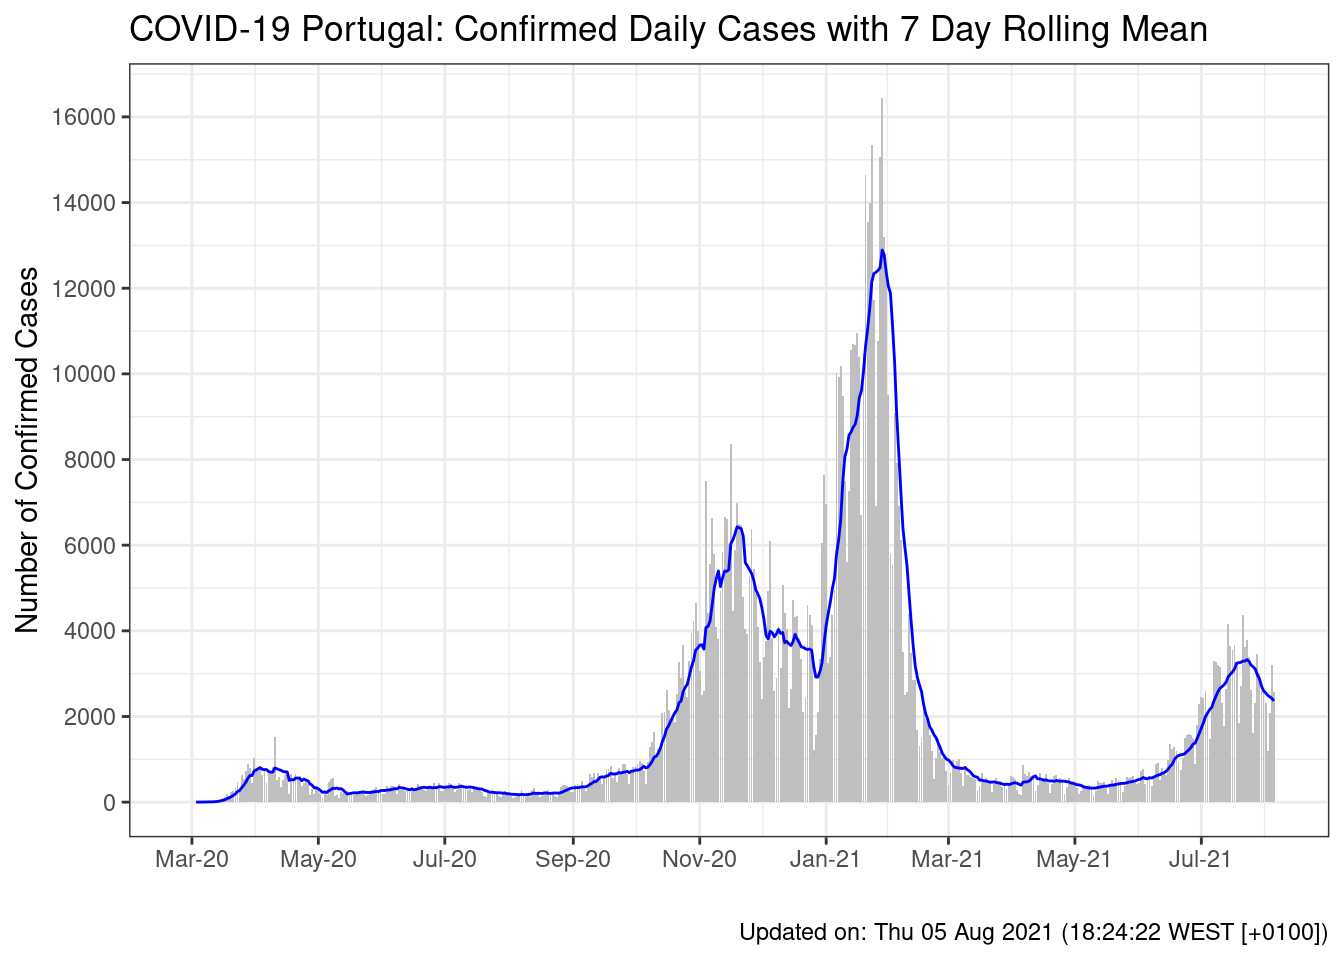 COVID-19 Portugal: Confirmed Daily Cases with 7 Day Rolling Mean
Number of Confirmed Cases
16000
14000
12000
10000
8000
6000
4000
2000
0
Mar-20 May-20 Jul-20 Sep-20 Nov-20 Jan-21 Mar-21 May-21 Jul-21
Updated on: Thu 05 Aug 2021 (18:24:22 WEST [+0100])